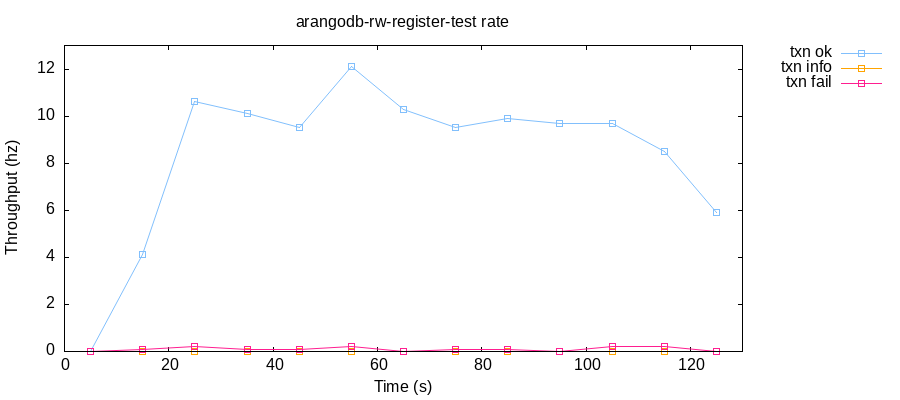 arangodb-rw-register-test rate
txn ok
txn info
txn fail
Throughput (hz)
12
10
8
6
4
2
0
0 20 40 60 80 100 120
Time (s)